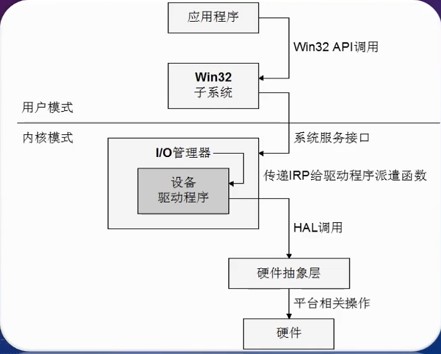 应用程序
Win32 API调用
Win32
子系统
用户模式
内核模式
系统服务接口
I/O管理器
传递IRP给驱动程序派遣函数
设备
驱动程序
HAL调用
硬件抽象层
平台相关操作
硬件